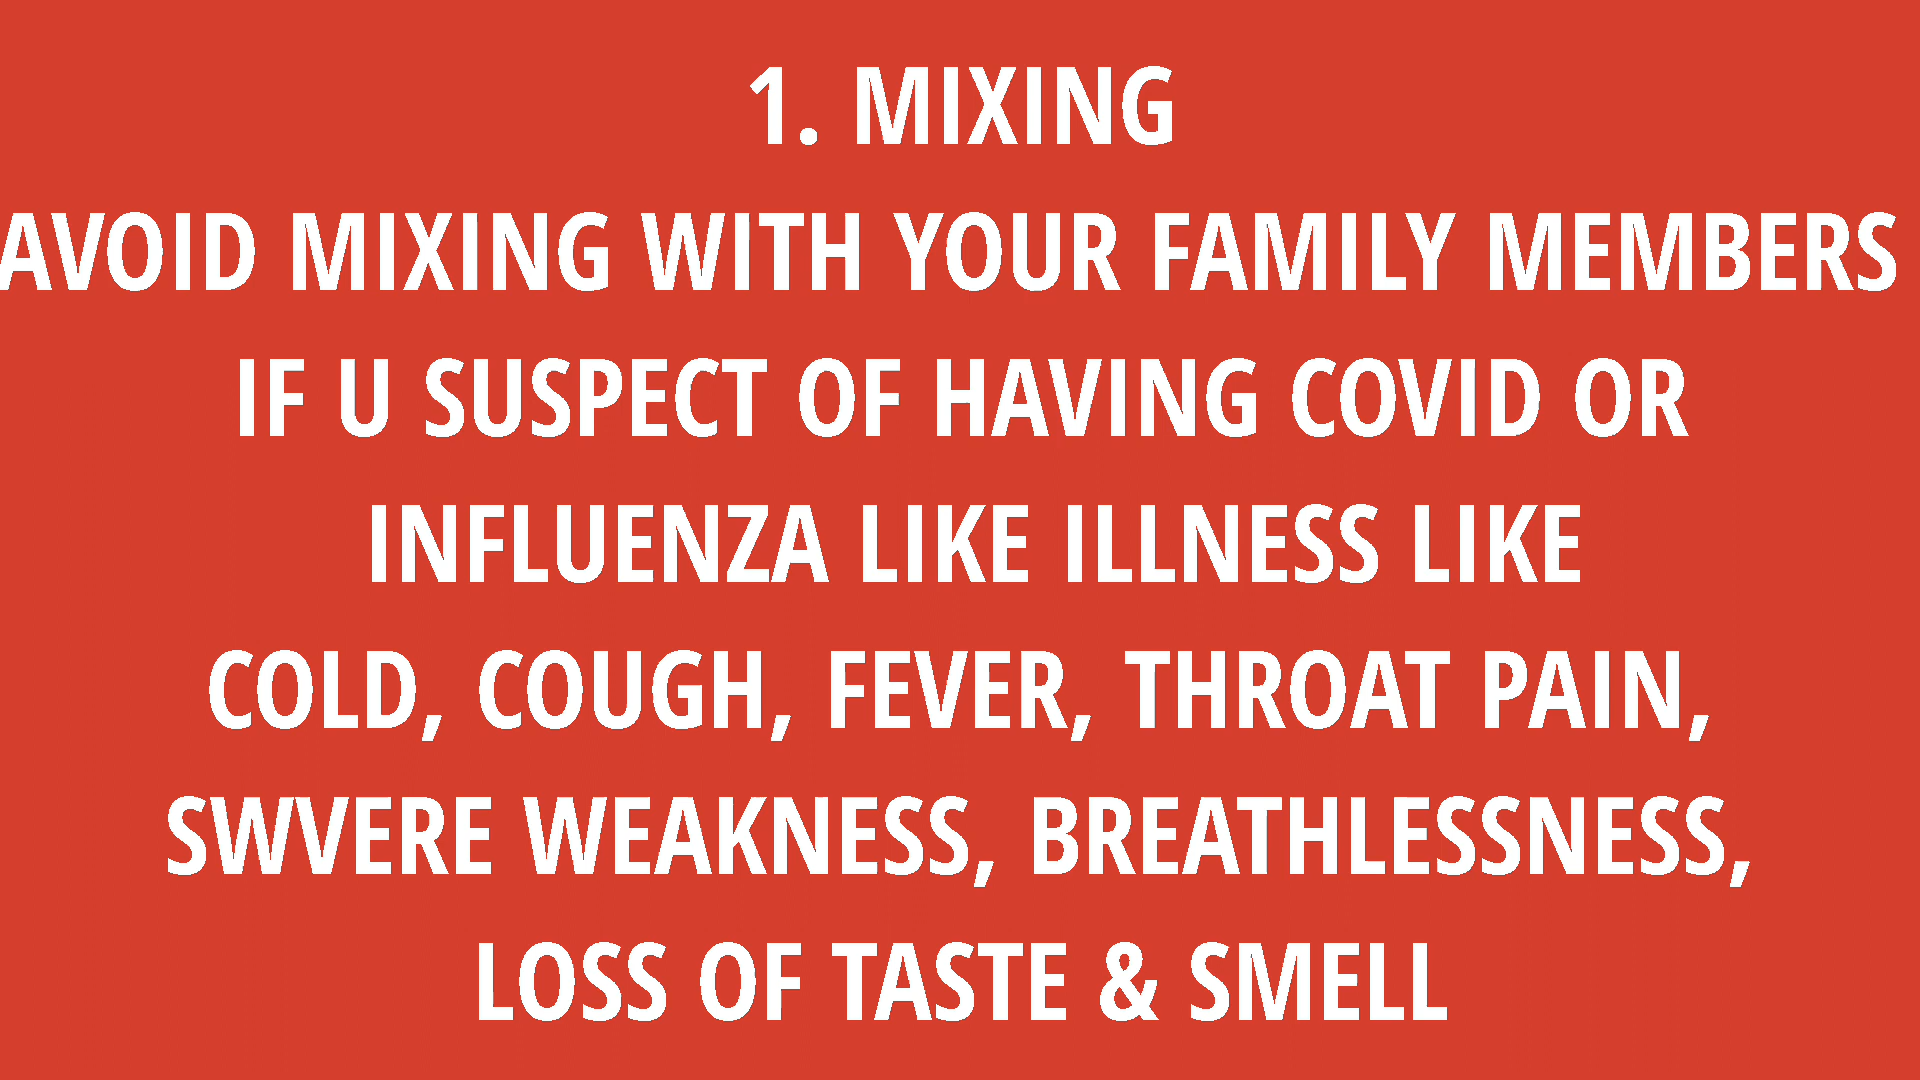 1. MIXING
AVOID MIXING WITH YOUR FAMILY MEMBERS
IF U SUSPECT OF HAVING COVID OR
INFLUENZA LIKE ILLNESS LIKE
COLD, COUGH, FEVER, THROAT PAIN,
SWVERE WEAKNESS, BREATHLESSNESS,
LOSS OF TASTE & SMELL